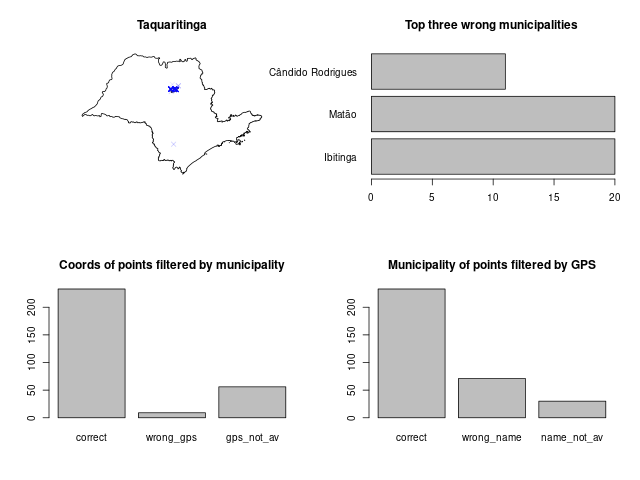 Taquaritinga
Top three wrong municipalities
Cândido Rodrigues
Matão
Ibitinga
0 5 10 15 20
Coords of points filtered by municipality
200
150
100
50
0
correct wrong_gps gps_not_av
Municipality of points filtered by GPS
200
150
100
50
0
correct wrong_name name_not_av